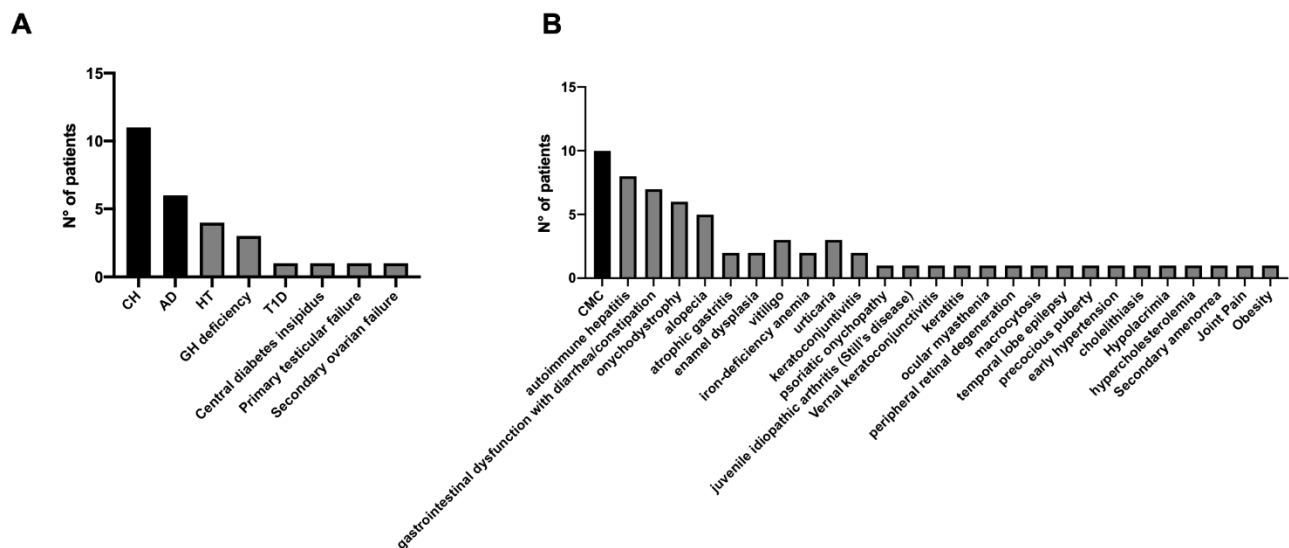 A
N° of patients
15
10
5
0
CH
AD
HT
GH deficiency
T1D
Central diabetes insipidus
Primary testicular failure
Secondary ovarian failure
B
N° of patients
15
10
5
0
CMC
autoimmune hepatitis
gastrointestinal dysfunction with diarrhea/constipation
onychodystrophy
alopecia
atrophic gastritis
enamel dysplasia
vitiligo
iron-deficiency anemia
urticaria
keratoconjuntivitis
psoriatic onychopathy
juvenile idiopathic arthritis (Still's disease)
Vernal keratoconjunctivitis
keratitis
ocular myasthenia
peripheral retinal degeneration
macrocytosis
temporal lobe epilepsy
precocious puberty
early hypertension
cholelithiasis
Hypolacrimia
hypercholesterolemia
Secondary amenorrea
Joint Pain
Obesity